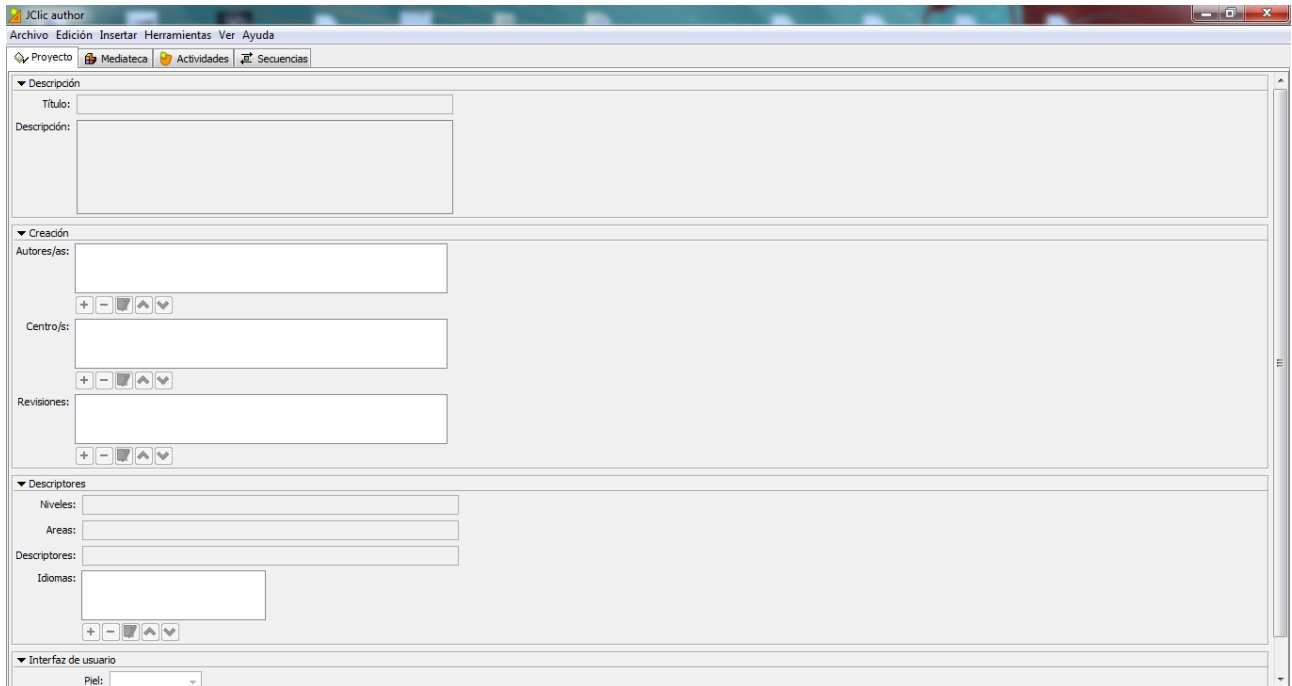 JClic author
Archivo Edición Insertar Herramientas Ver Ayuda
Proyecto Mediateca Actividades Secuencias
Descripción
Título:
Descripción:
Creación
Autores/as:
Centro/s:
Revisiones:
Descriptores
Niveles:
Areas:
Descriptores:
Idiomas:
Interfaz de usuario
Piel: